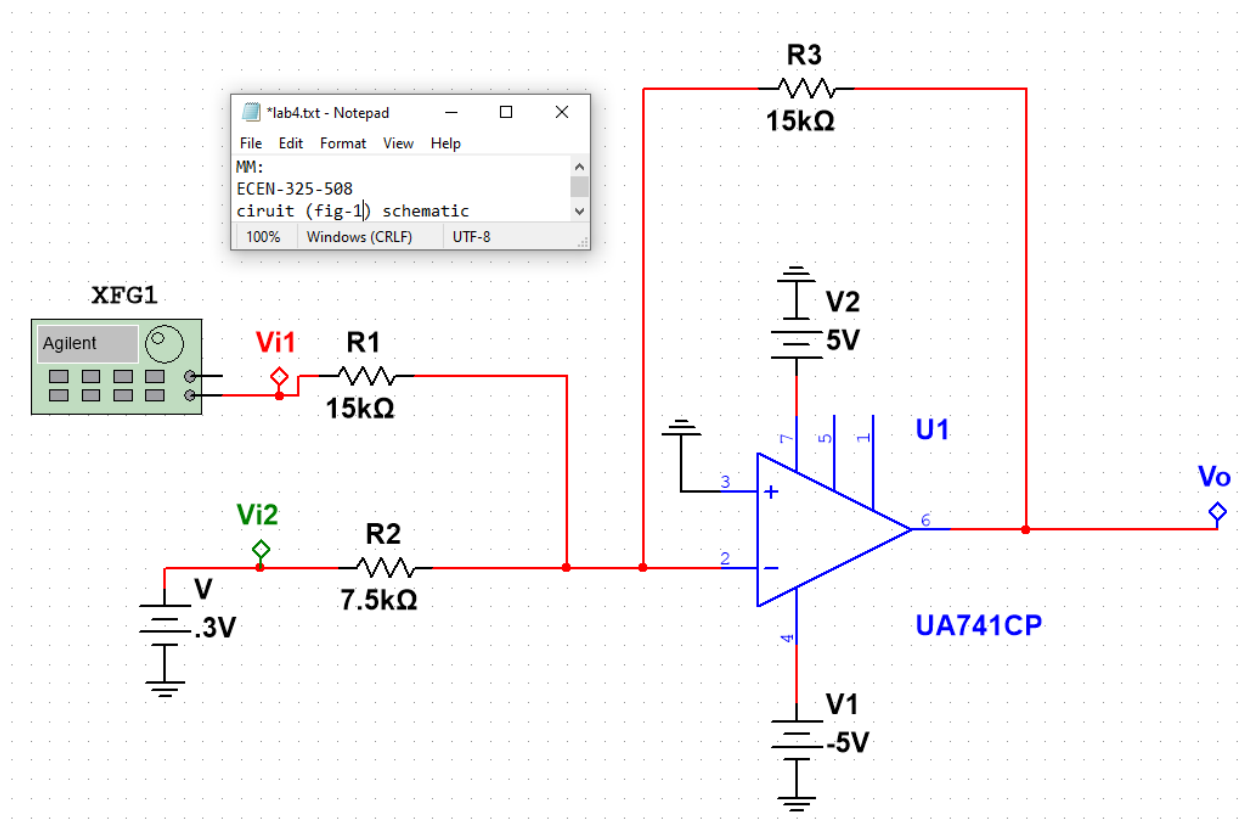 R3
15kΩ
*lab4.txt - Notepad
File Edit Format View Help
MM:
ECEN-325-508
ciruit (fig-1) schematic
100% Windows (CRLF) UTF-8
XFG1
Agilent
Vi1
R1
15kΩ
V2
5V
7
5
1
U1
3
+
Vo
6
Vi2
R2
7.5kΩ
2
−
V
.3V
4
UA741CP
V1
-5V